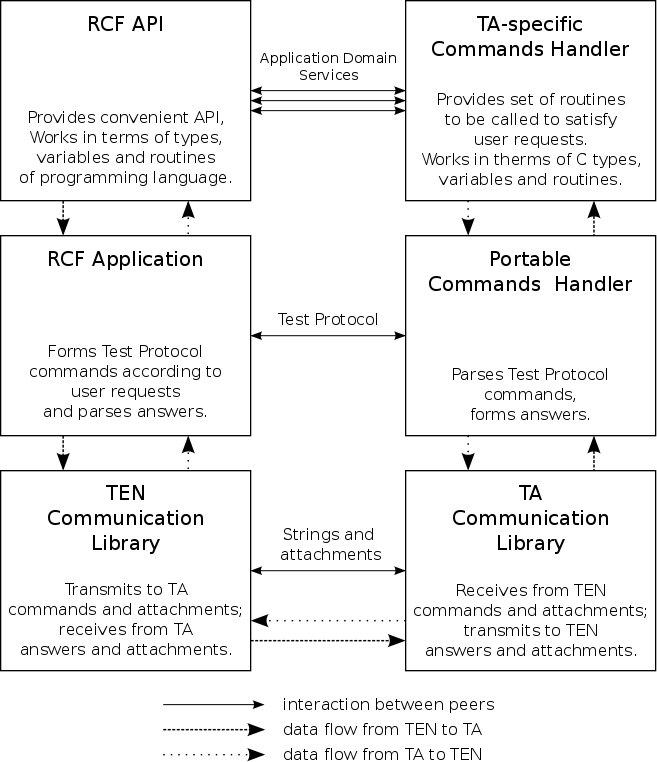 RCF API
Provides convenient API,
Works in terms of types,
variables and routines
of programming language.
Application Domain
Services
TA-specific
Commands Handler
Provides set of routines
to be called to satisfy
user requests.
Works in therms of C types,
variables and routines.
RCF Application
Forms Test Protocol
commands according to
user requests
and parses answers.
Test Protocol
Portable
Commands  Handler
Parses Test Protocol
commands,
forms answers.
TEN
Communication
Library
Transmits to TA
commands and attachments;
receives from TA
answers and attachments.
Strings and
attachments
TA
Communication
Library
Receives from TEN
commands and attachments;
transmits to TEN
answers and attachments.
interaction between peers
data flow from TEN to TA
data flow from TA to TEN